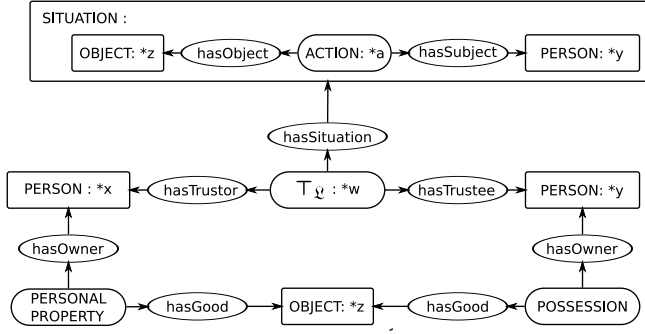 SITUATION :
OBJECT: *z
hasObject
ACTION: *a
hasSubject
PERSON: *y
hasSituation
PERSON : *x
hasTrustor
⊤𝔏 : *w
hasTrustee
PERSON: *y
hasOwner
hasOwner
PERSONAL
PROPERTY
hasGood
OBJECT: *z
hasGood
POSSESSION